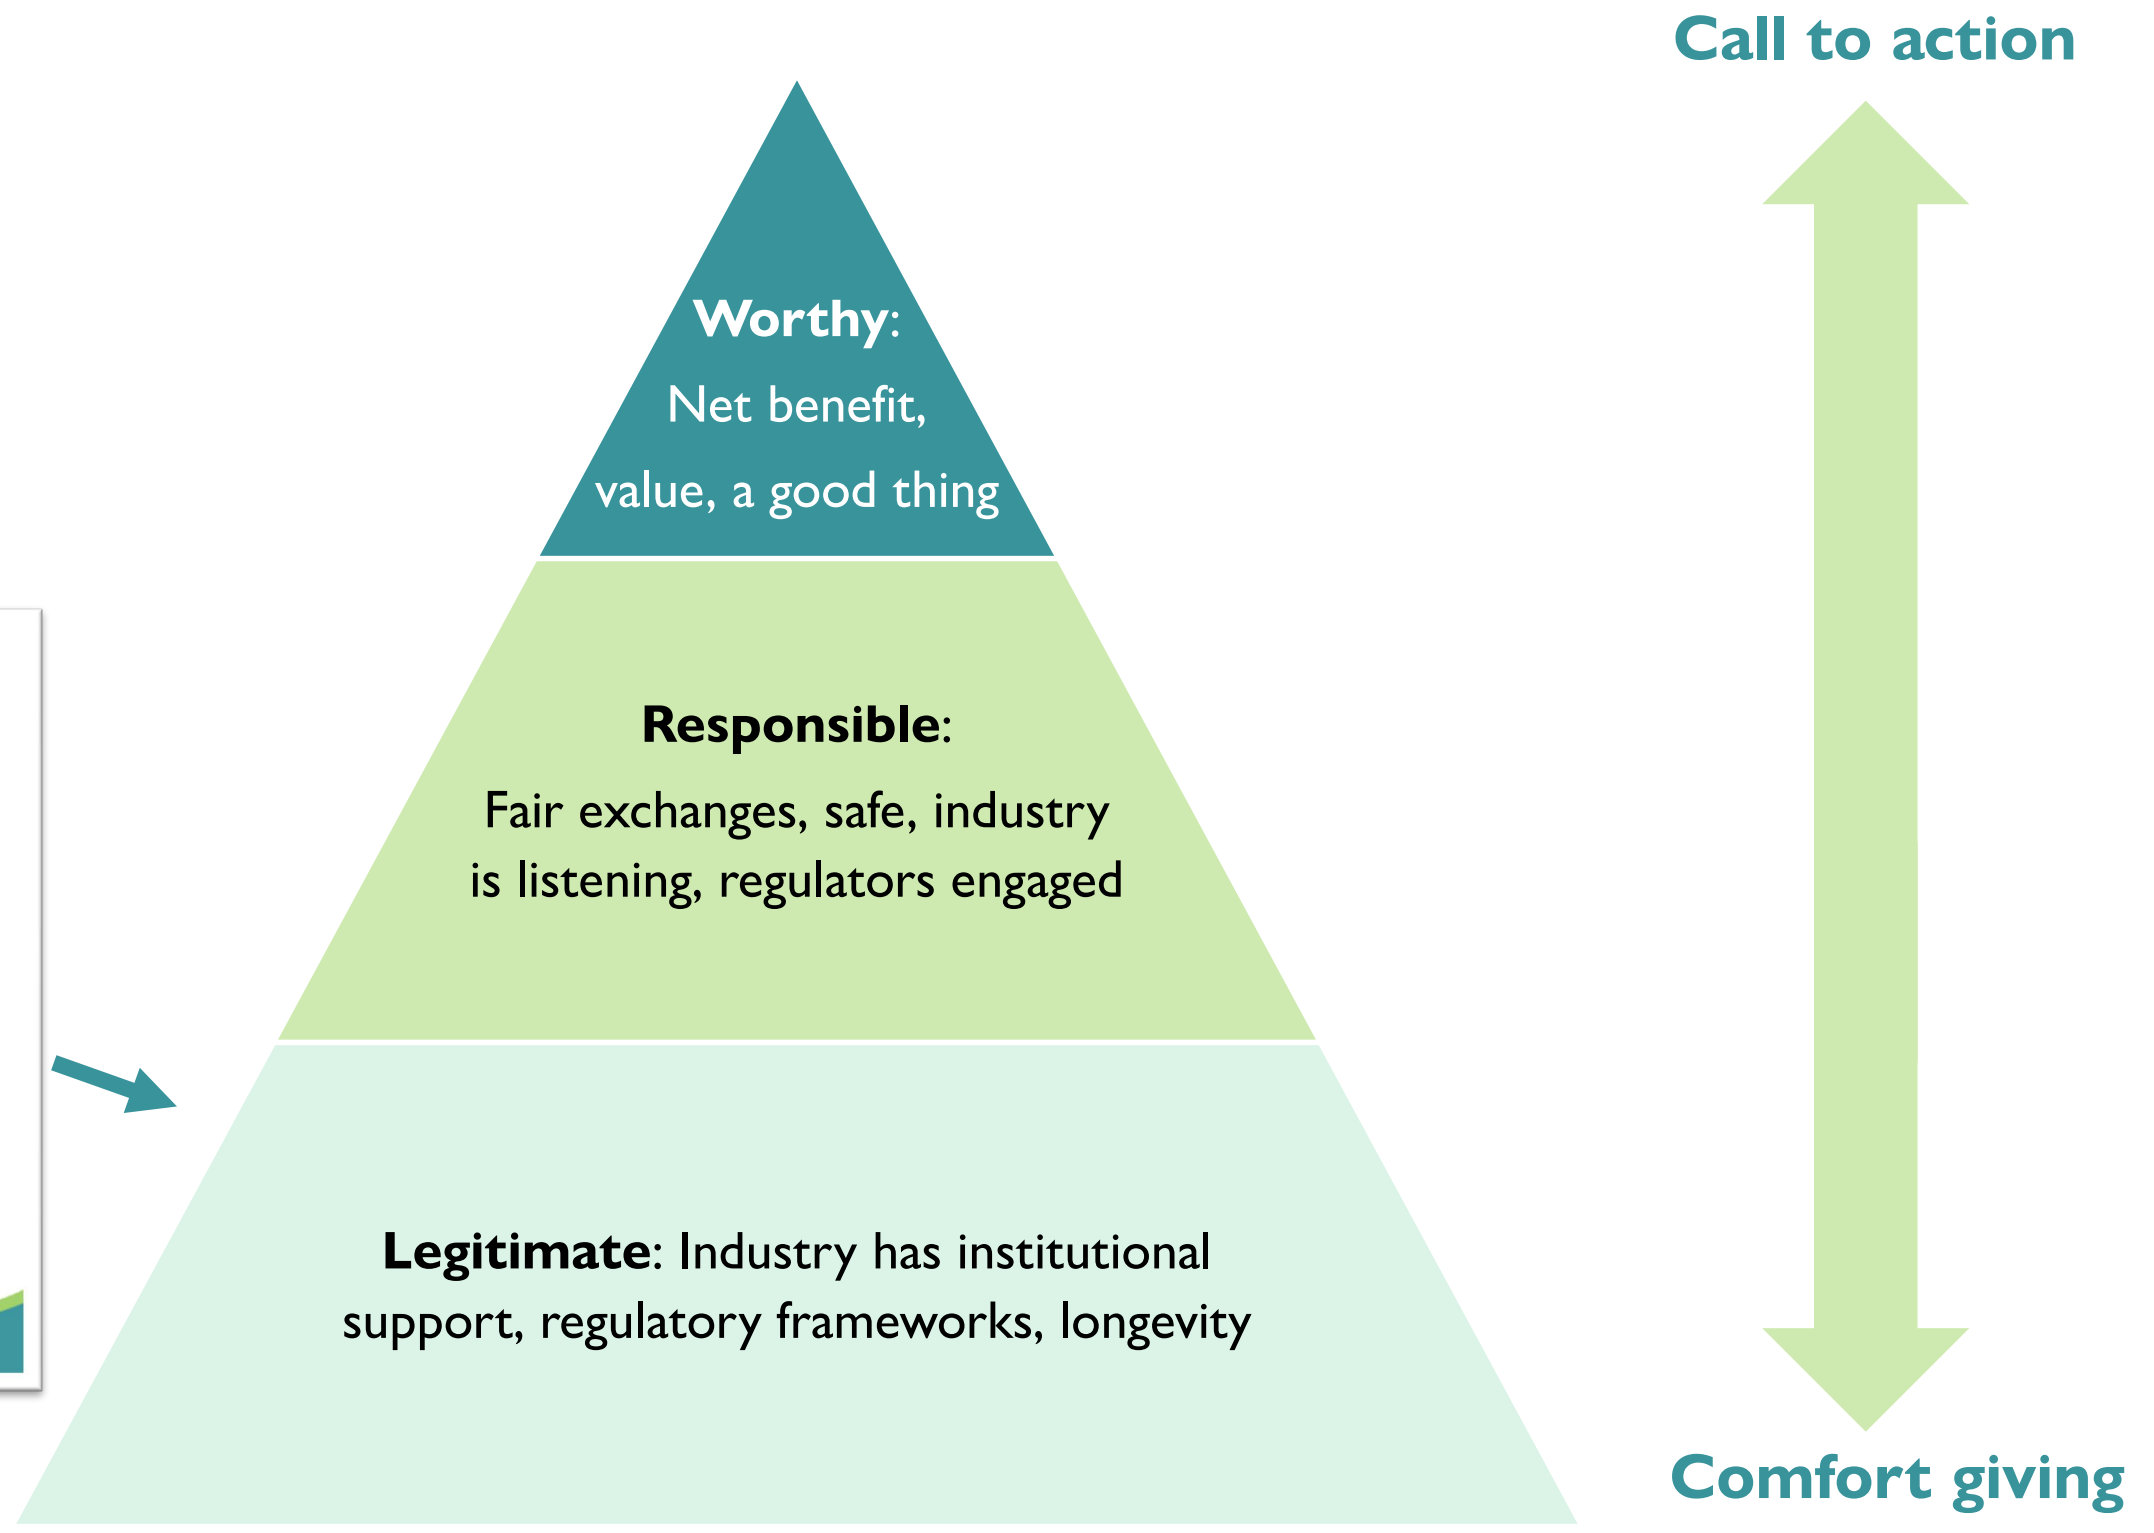 Call to action
Worthy:
Net benefit,
value, a good thing
Responsible:
Fair exchanges, safe, industry
is listening, regulators engaged
Legitimate: Industry has institutional
support, regulatory frameworks, longevity
Comfort giving